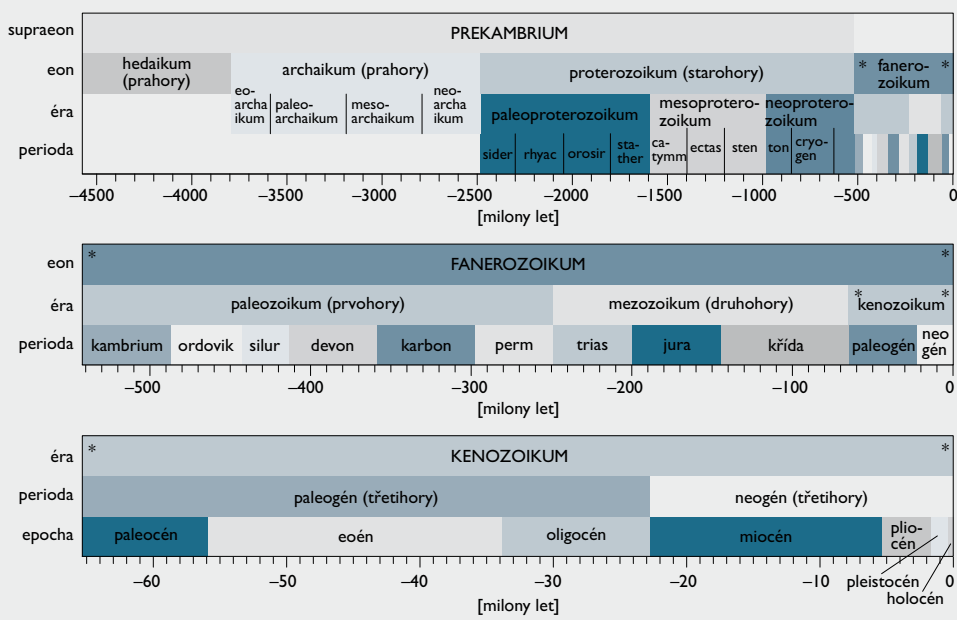 supraeon
PREKAMBRIUM
eon
hedaikum
(prahory)
archaikum (prahory)
proterozoikum (starohory)
* fanero- *
zoikum
éra
eo-
archa
ikum
paleo-
archaikum
meso-
archaikum
neo-
archa
ikum
paleoproterozoikum
mesoprotero-
zoikum
neoprotero-
zoikum
perioda
sider
rhyac
orosir
sta-
ther
ca-
tymm
ectas
sten
ton
cryo-
gen
−4500 −4000 −3500 −3000 −2500 −2000 −1500 −1000 −500 0
[milony let]
eon
* FANEROZOIKUM *
éra
paleozoikum (prvohory)
mezozoikum (druhohory)
* kenozoikum *
perioda
kambrium
ordovik
silur
devon
karbon
perm
trias
jura
křída
paleogén
neo
gén
−500 −400 −300 −200 −100 0
[milony let]
éra
* KENOZOIKUM *
perioda
paleogén (třetihory)
neogén (třetihory)
epocha
paleocén
eoén
oligocén
miocén
plio-
cén
pleistocén
holocén
−60 −50 −40 −30 −20 −10 0
[milony let]